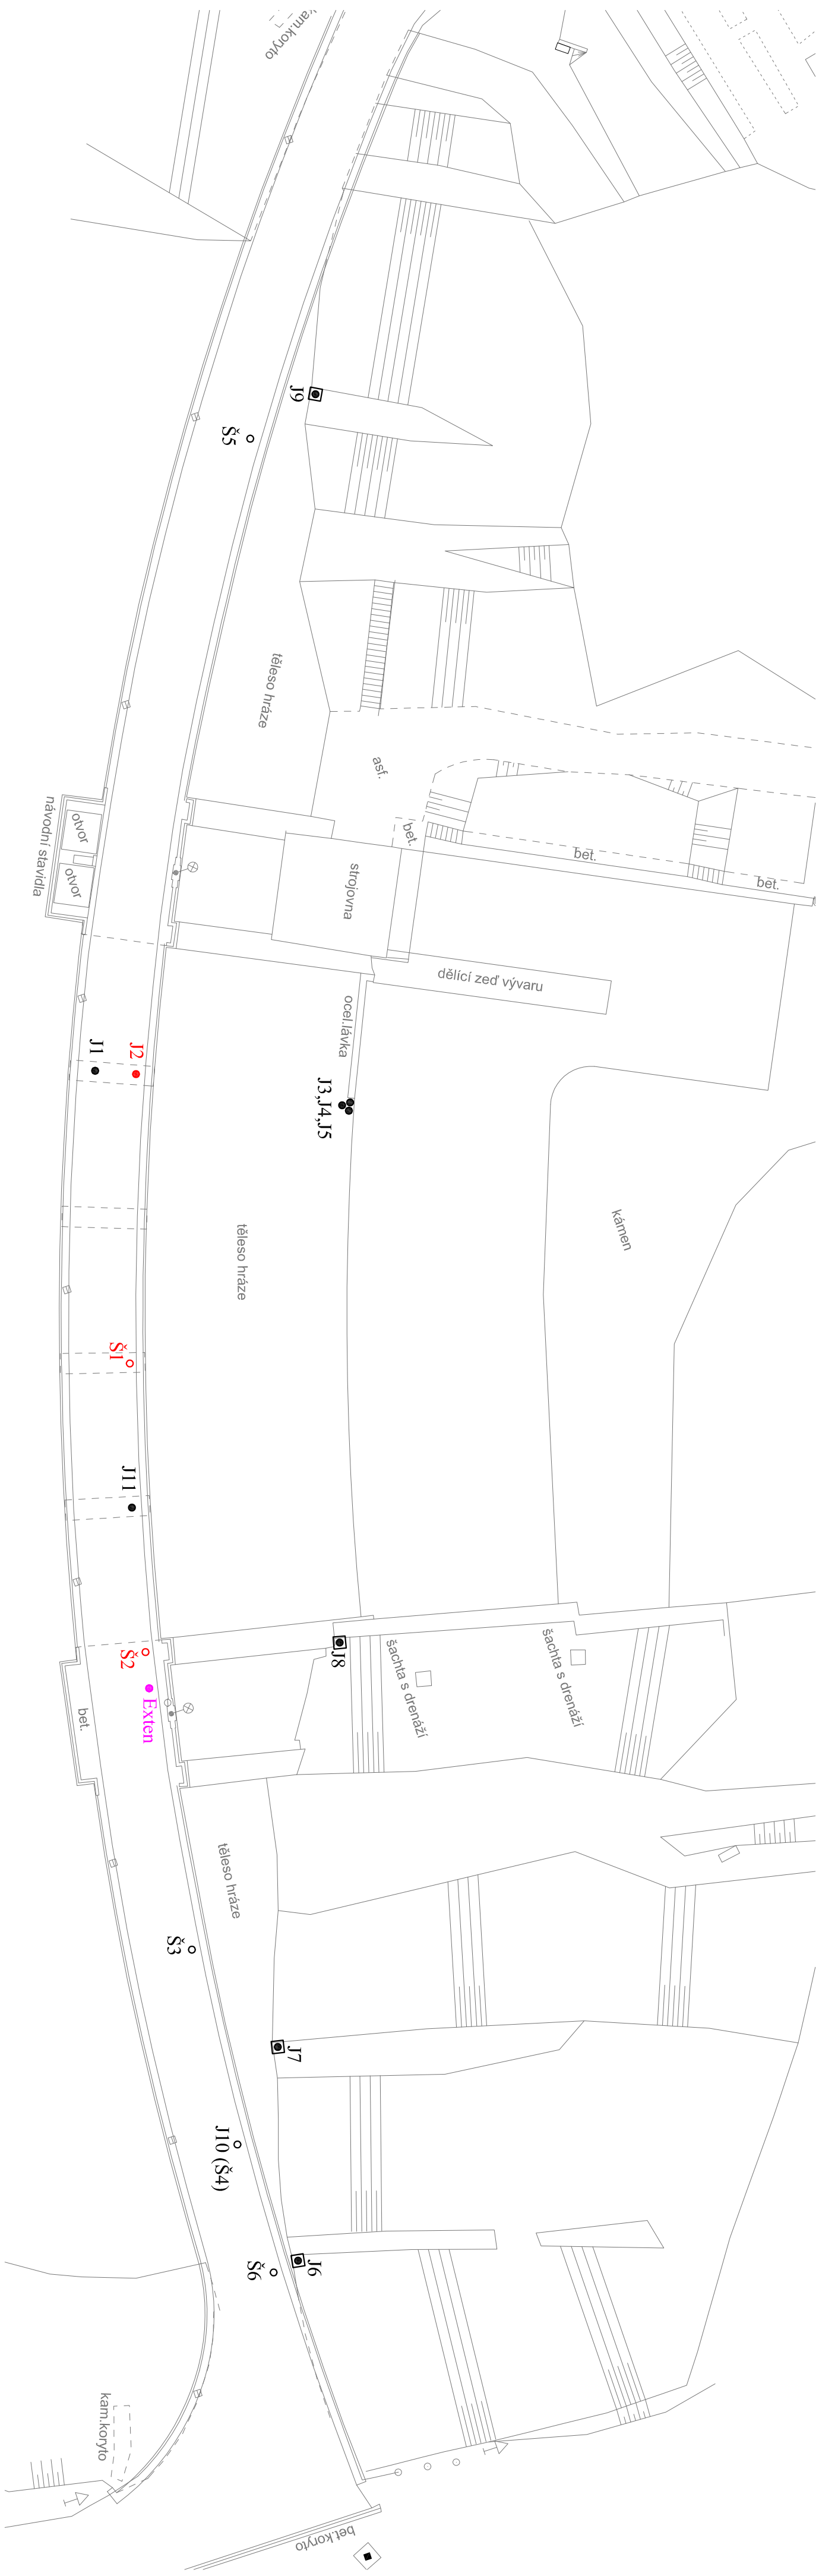 kam.koryto
J9
Š5
těleso hráze
asf.
návodní stavidla
otvor
otvor
bet.
bet.
bet.
strojovna
dělící zeď vývaru
ocel.lávka
J1
J2
J3,J4,J5
kámen
těleso hráze
Š1
J11
Š2
J8
šachta s drenáží
šachta s drenáží
Exten
bet.
těleso hráze
Š3
J7
J10 (Š4)
Š6
J6
kam.koryto
bet.koryto